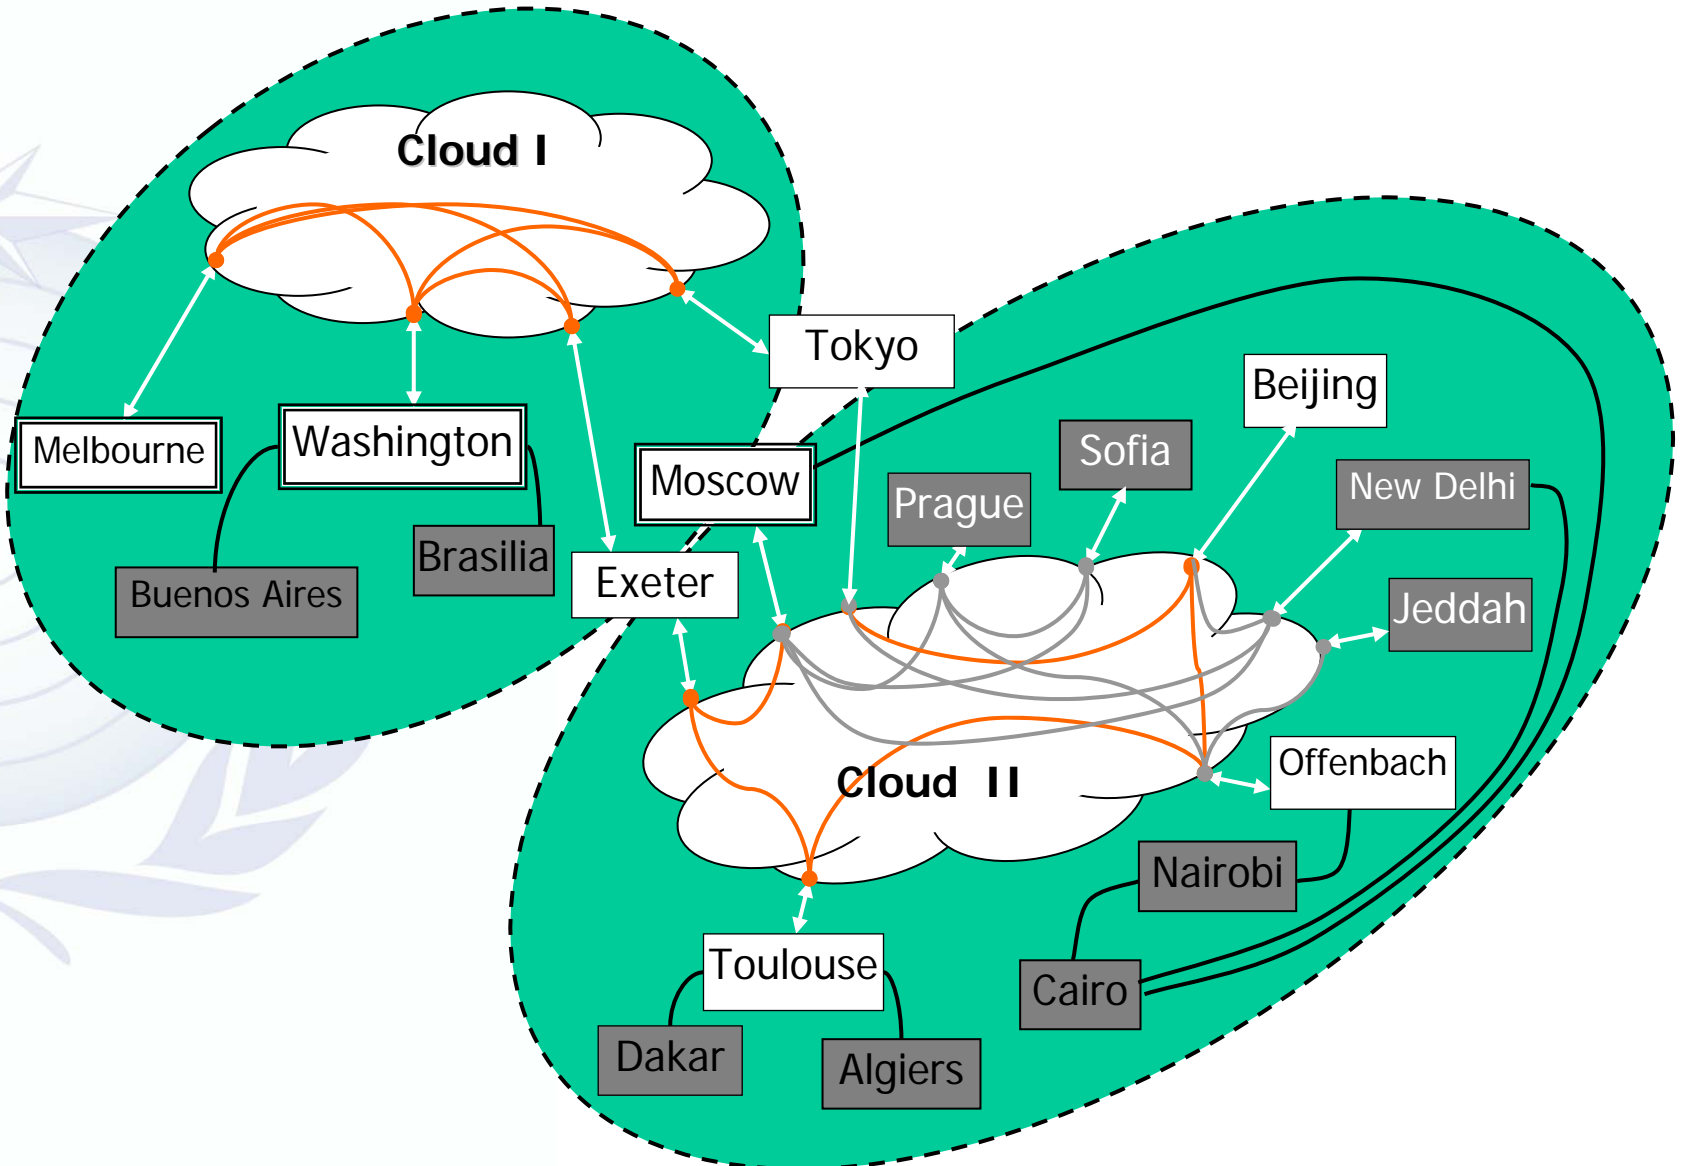 Cloud I
Tokyo
Beijing
Melbourne
Washington
Moscow
Sofia
Prague
New Delhi
Brasilia
Buenos Aires
Exeter
Jeddah
Cloud II
Offenbach
Nairobi
Toulouse
Cairo
Dakar
Algiers